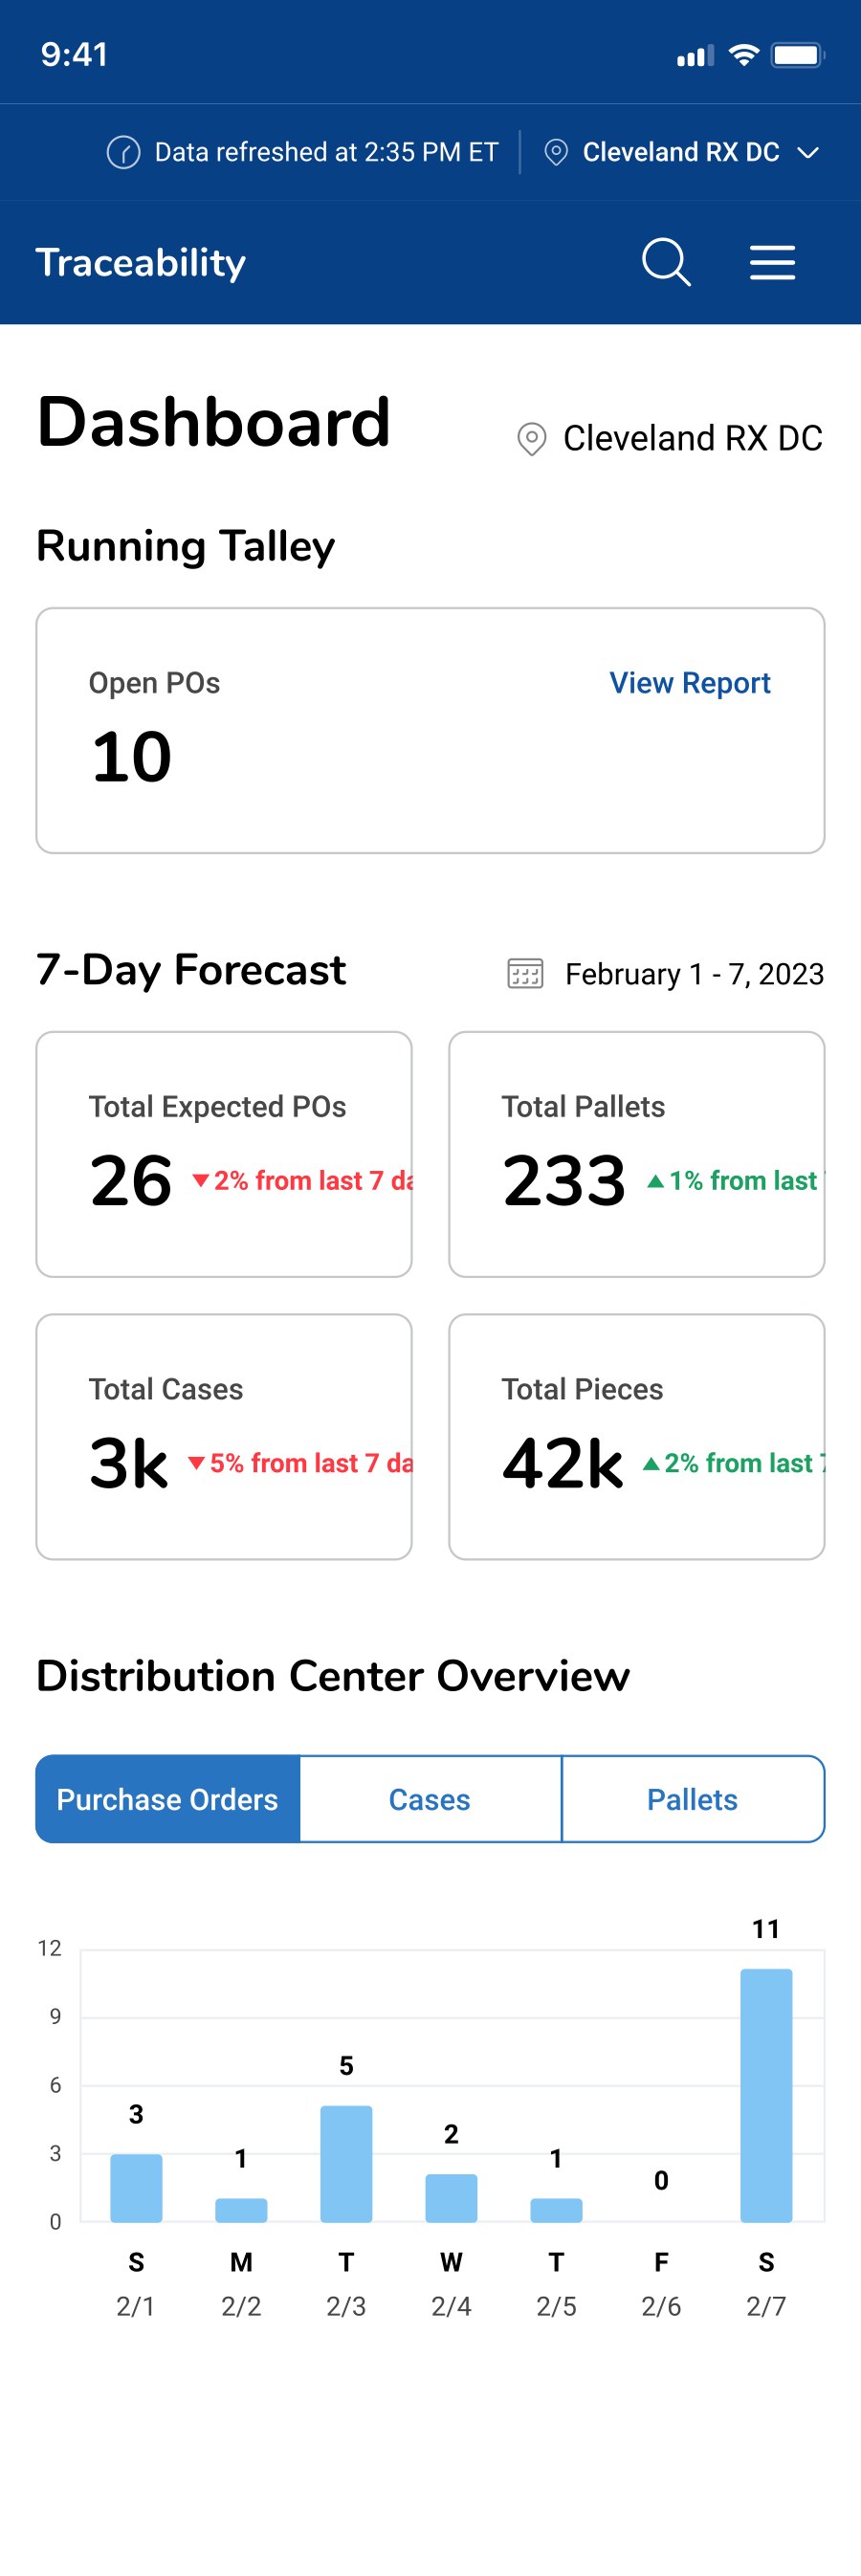 9:41
Data refreshed at 2:35 PM ET
Cleveland RX DC
Traceability
Dashboard
Cleveland RX DC
Running Talley
Open POs
View Report
10
7-Day Forecast
February 1 - 7, 2023
Total Expected POs
26 ▼2% from last 7 da
Total Pallets
233 ▲1% from last
Total Cases
3k ▼5% from last 7 da
Total Pieces
42k ▲2% from last 7
Distribution Center Overview
Purchase Orders
Cases
Pallets
12
9
6
3
0
3
1
5
2
1
0
11
S M T W T F S
2/1 2/2 2/3 2/4 2/5 2/6 2/7